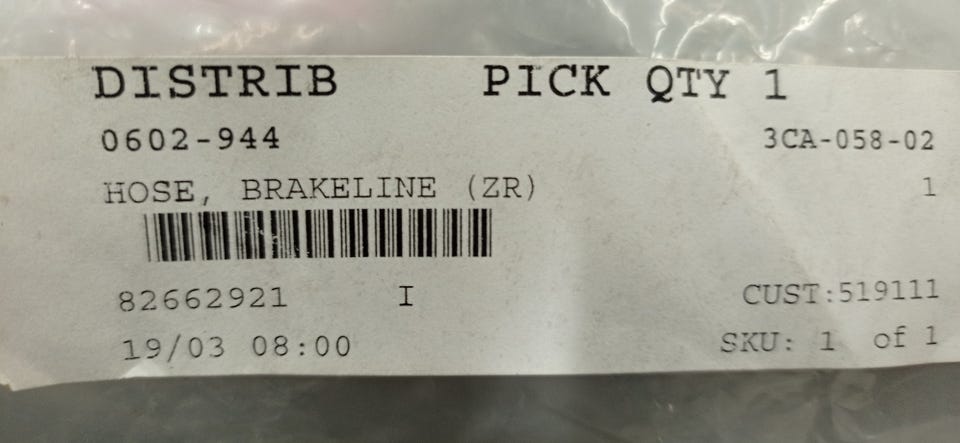 DISTRIB PICK QTY 1
0602-944 3CA-058-02
HOSE, BRAKELINE (ZR) 1
82662921 I CUST:519111
19/03 08:00 SKU: 1 of 1